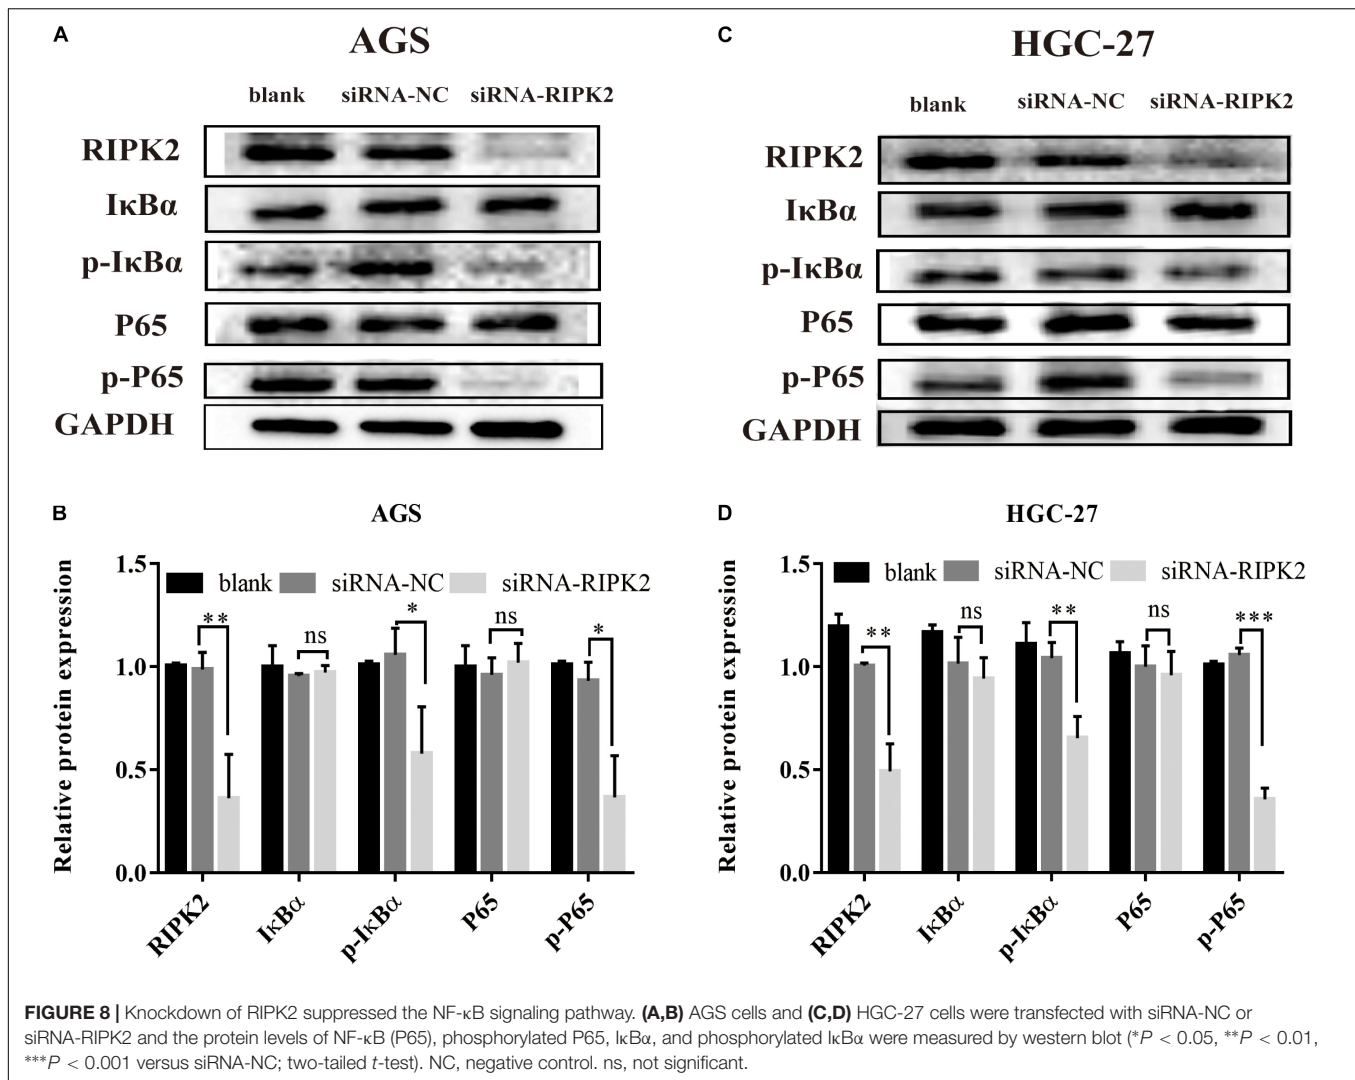 A
AGS
blank siRNA-NC siRNA-RIPK2
RIPK2
IκBα
p-IκBα
P65
p-P65
GAPDH
C
HGC-27
blank siRNA-NC siRNA-RIPK2
RIPK2
IκBα
p-IκBα
P65
p-P65
GAPDH
B
AGS
Relative protein expression
1.5
1.0
0.5
0.0
blank siRNA-NC siRNA-RIPK2
** ns * ns *
RIPK2 IκBα p-IκBα P65 p-P65
D
HGC-27
Relative protein expression
1.5
1.0
0.5
0.0
blank siRNA-NC siRNA-RIPK2
** ns ** ns ***
RIPK2 IκBα p-IκBα P65 p-P65
FIGURE 8 | Knockdown of RIPK2 suppressed the NF-κB signaling pathway. (A,B) AGS cells and (C,D) HGC-27 cells were transfected with siRNA-NC or
siRNA-RIPK2 and the protein levels of NF-κB (P65), phosphorylated P65, IκBα, and phosphorylated IκBα were measured by western blot (*P < 0.05, **P < 0.01,
***P < 0.001 versus siRNA-NC; two-tailed t-test). NC, negative control. ns, not significant.